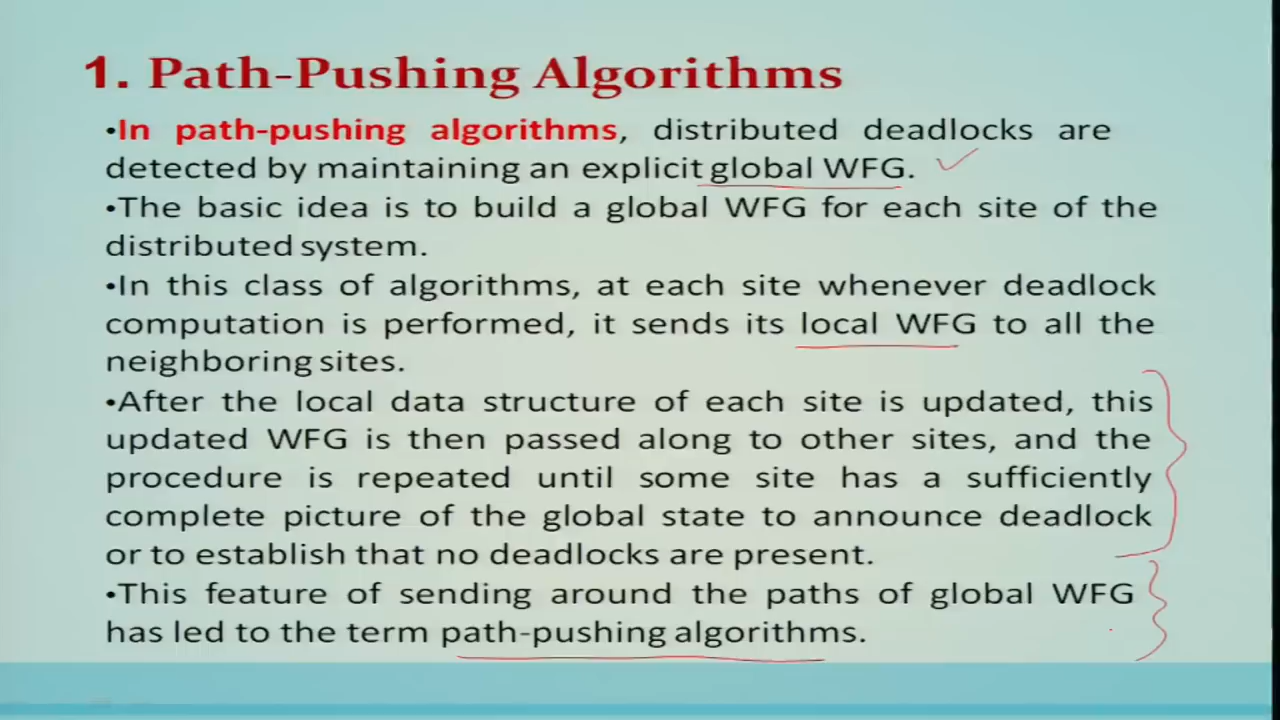 1. Path-Pushing Algorithms
•In path-pushing algorithms, distributed deadlocks are
detected by maintaining an explicit global WFG.
•The basic idea is to build a global WFG for each site of the
distributed system.
•In this class of algorithms, at each site whenever deadlock
computation is performed, it sends its local WFG to all the
neighboring sites.
•After the local data structure of each site is updated, this
updated WFG is then passed along to other sites, and the
procedure is repeated until some site has a sufficiently
complete picture of the global state to announce deadlock
or to establish that no deadlocks are present.
•This feature of sending around the paths of global WFG
has led to the term path-pushing algorithms.